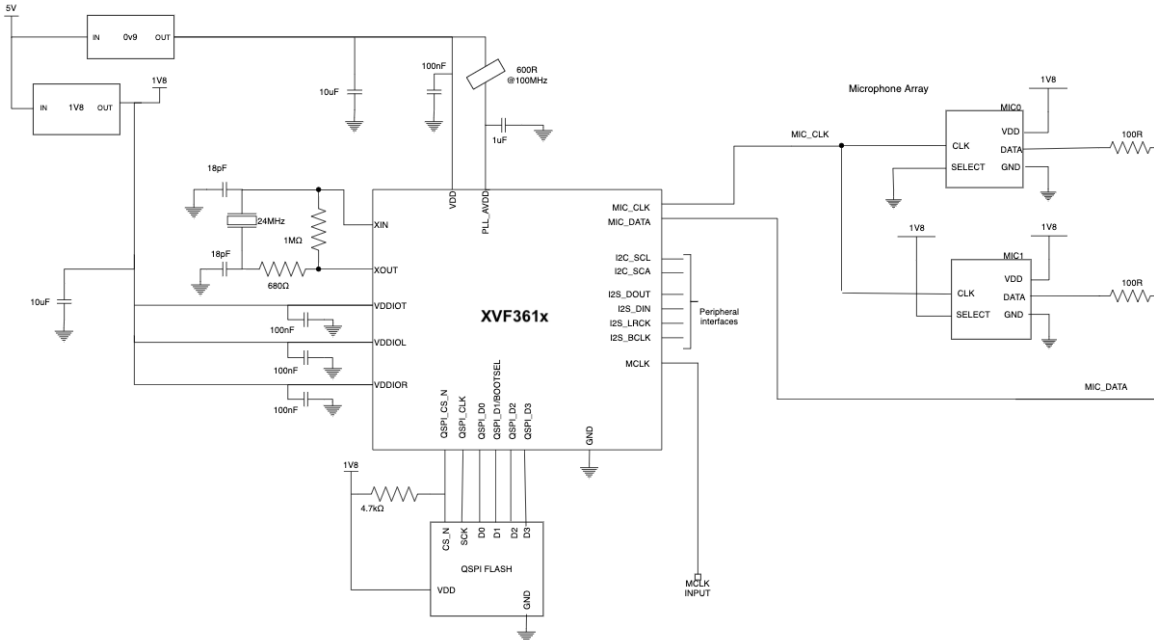 5V
IN
0v9
OUT
1V8
IN
1V8
OUT
10uF
100nF
600R
@100MHz
1uF
18pF
24MHz
1MΩ
18pF
680Ω
10uF
100nF
100nF
100nF
VDD
PLL_AVDD
XIN
XOUT
VDDIOT
VDDIOL
VDDIOR
XVF361x
MIC_CLK
MIC_DATA
I2C_SCL
I2C_SCA
I2S_DOUT
I2S_DIN
I2S_LRCK
I2S_BCLK
MCLK
Peripheral
interfaces
QSPI_CS_N
QSPI_CLK
QSPI_D0
QSPI_D1/BOOTSEL
QSPI_D2
QSPI_D3
GND
1V8
4.7kΩ
CS_N
SCK
D0
D1
D2
D3
QSPI FLASH
VDD
GND
MCLK
INPUT
Microphone Array
MIC_CLK
1V8
MIC0
VDD
CLK
DATA
SELECT
GND
100R
1V8
1V8
MIC1
VDD
CLK
DATA
SELECT
GND
100R
MIC_DATA